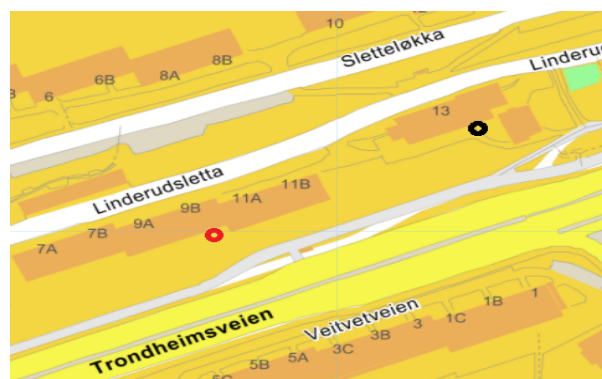 10
Sletteløkka
8B
8A
6B
6
Linderud
13
Linderudsletta
11B
11A
9B
9A
7B
7A
1
1B
1C
3
3B
3C
5A
5B
Veitvetveien
Trondheimsveien